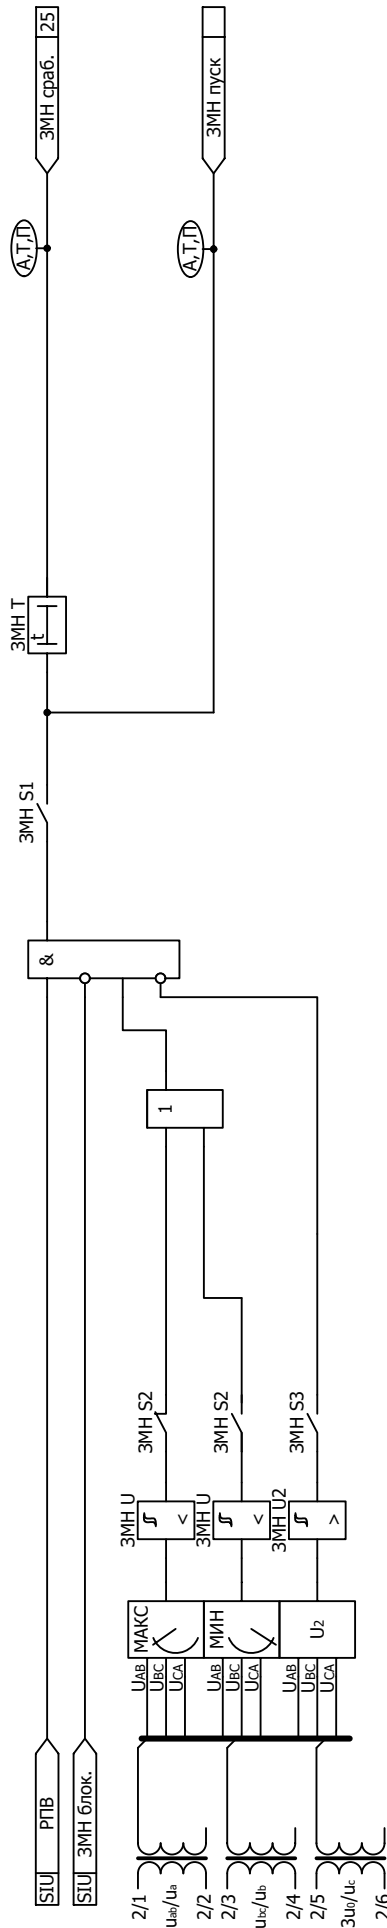 SIU РПВ
SIU ЗМН блок.
&
ЗМН S1
ЗМН T
t
А,Т,П
ЗМН сраб. 25
А,Т,П
ЗМН пуск
1
2/1
uab/ua
2/2
2/3
ubc/ub
2/4
2/5
3u0/uc
2/6
UAB
UBC
UCA
МАКС
ЗМН U
<
ЗМН S2
UAB
UBC
UCA
МИН
ЗМН U
<
ЗМН S2
UAB
UBC
UCA
U2
ЗМН U2
>
ЗМН S3